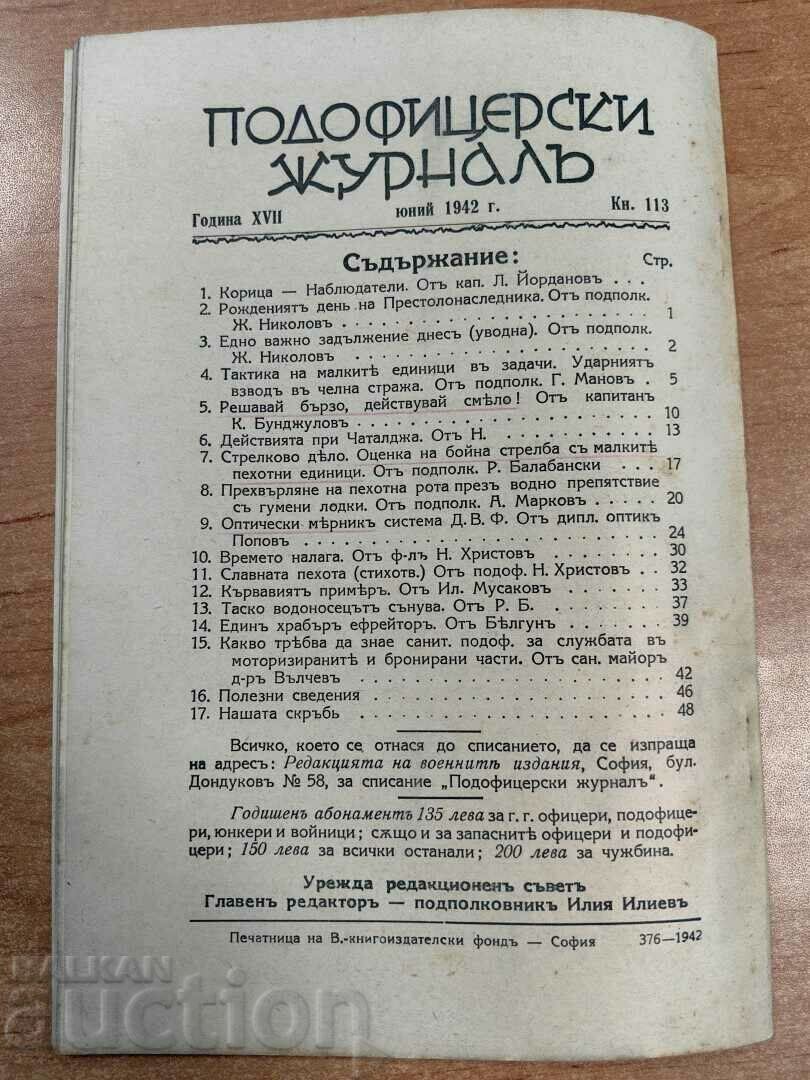 ПОДОФИЦЕРСКИ
ЖУРНАЛЪ
Година XVII юний 1942 г. Кн. 113
Съдържание: Стр.
1. Корица — Наблюдатели. Отъ кап. Л. Йордановъ . . .
2. Рождениятъ день на Престолонаследника. Отъ подполк.
Ж. Николовъ . . . . . . . . . . . . . . . . . 1
3. Едно важно задължение днесъ (уводна). Отъ подполк.
Ж. Николовъ . . . . . . . . . . . . . . . . . 2
4. Тактика на малкитѣ единици въ задачи. Ударниятъ
взводъ въ челна стража. Отъ подполк. Г. Мановъ . 5
5. Решавай бързо, действувай смѣло! Отъ капитанъ
К. Бунджуловъ . . . . . . . . . . . . . . . . 10
6. Действията при Чаталджа. Отъ Н. . . . . . . . . . 13
7. Стрелково дѣло. Оценка на бойна стрелба съ малкитѣ
пехотни единици. Отъ подполк. Р. Балабански . . . 17
8. Прехвърляне на пехотна рота презъ водно препятствие
съ гумени лодки. Отъ подполк. А. Марковъ . . . . . 20
9. Оптически мѣрникъ система Д. В. Ф. Отъ дипл. оптикъ
Поповъ . . . . . . . . . . . . . . . . . . . 24
10. Времето налага. Отъ ф-лъ Н. Христовъ . . . . . . . 30
11. Славната пехота (стихотв.) Отъ подоф. Н. Христовъ . . 32
12. Кървавиятъ примѣръ. Отъ Ил. Мусаковъ . . . . . . 33
13. Таско водоносецътъ сънува. Отъ Р. Б. . . . . . . . 37
14. Единъ храбъръ ефрейторъ. Отъ Бѣлгунъ . . . . . . 39
15. Какво трѣбва да знае санит. подоф. за службата въ
моторизиранитѣ и бронирани части. Отъ сан. майоръ
д-ръ Вълчевъ . . . . . . . . . . . . . . . . 42
16. Полезни сведения . . . . . . . . . . . . . . . 46
17. Нашата скръбь . . . . . . . . . . . . . . . . 48
Всичко, което се отнася до списанието, да се изпраща
на адресъ: Редакцията на военнитѣ издания, София, бул.
Дондуковъ № 58, за списание „Подофицерски журналъ“.
Годишенъ абонаментъ 135 лева за г. г. офицери, подофице-
ри, юнкери и войници; сѫщо и за запаснитѣ офицери и подофи-
цери; 150 лева за всички останали; 200 лева за чужбина.
Урежда редакционенъ съветъ
Главенъ редакторъ — подполковникъ Илия Илиевъ
Печатница на В.-книгоиздателски фондъ — София 376—1942
BALKAN
auction